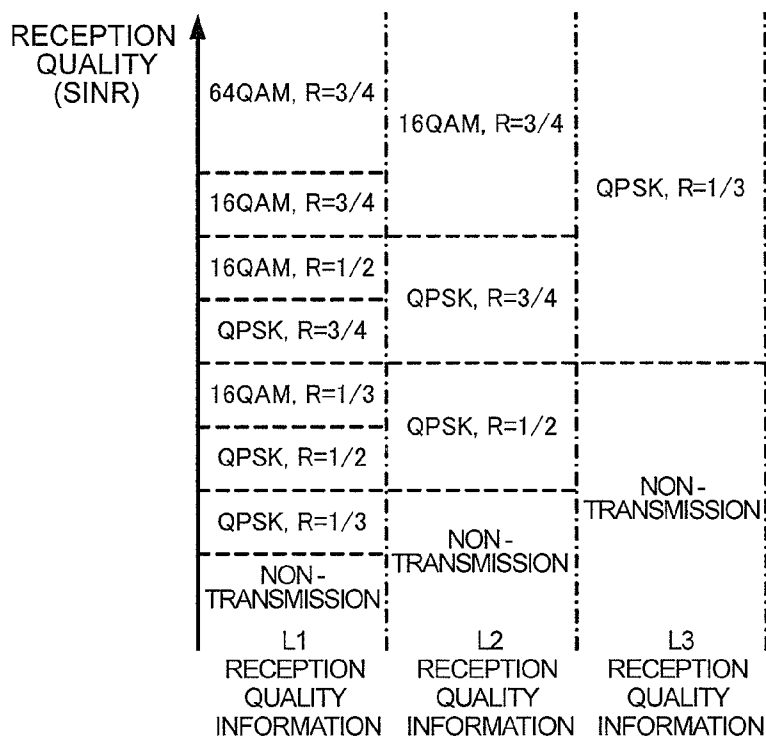 RECEPTION
QUALITY
(SINR)
64QAM, R=3/4
16QAM, R=3/4
16QAM, R=1/2
QPSK, R=3/4
16QAM, R=1/3
QPSK, R=1/2
QPSK, R=1/3
NON-
TRANSMISSION
L1
RECEPTION
QUALITY
INFORMATION
16QAM, R=3/4
QPSK, R=3/4
QPSK, R=1/2
NON-
TRANSMISSION
L2
RECEPTION
QUALITY
INFORMATION
QPSK, R=1/3
NON-
TRANSMISSION
L3
RECEPTION
QUALITY
INFORMATION